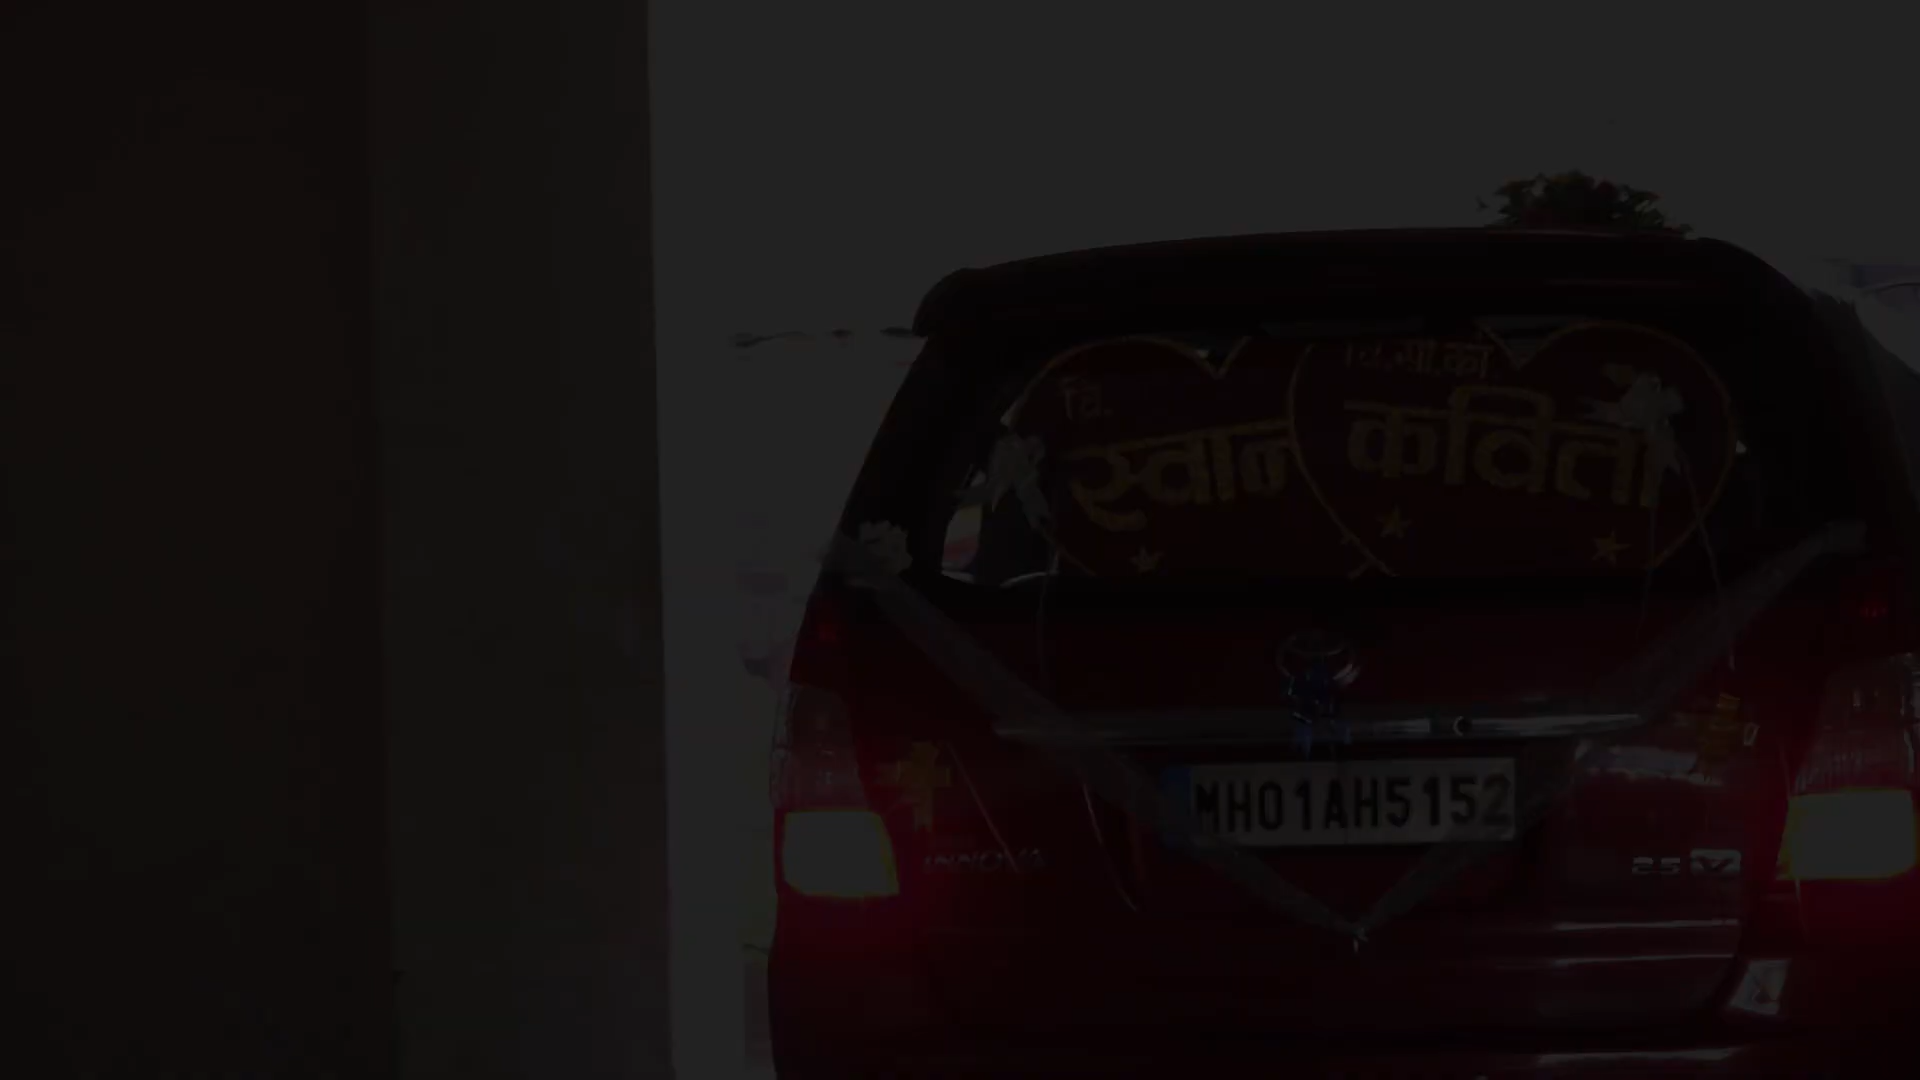 चि.
स्वान
चि.सौ.कां.
कविता
MH01AH5152
INNOVA
2.5 V